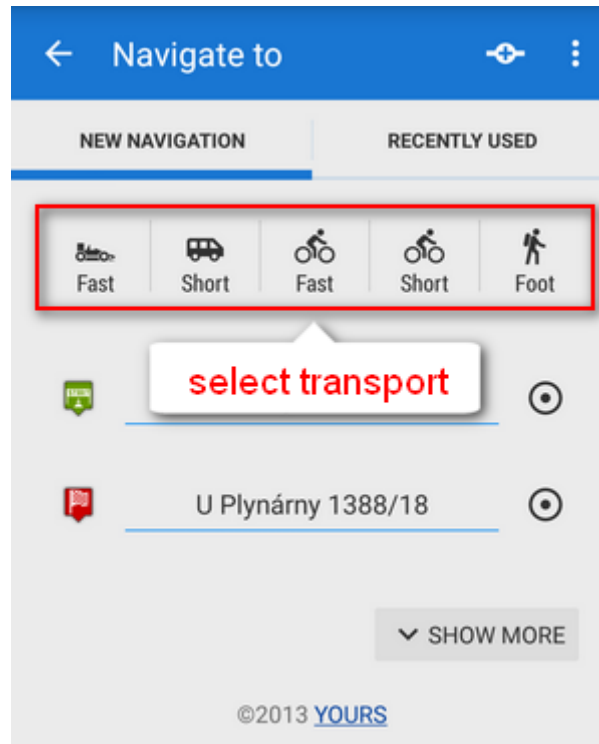 Navigate to
NEW NAVIGATION RECENTLY USED
Fast Short Fast Short Foot
select transport
U Plynárny 1388/18
SHOW MORE
©2013 YOURS